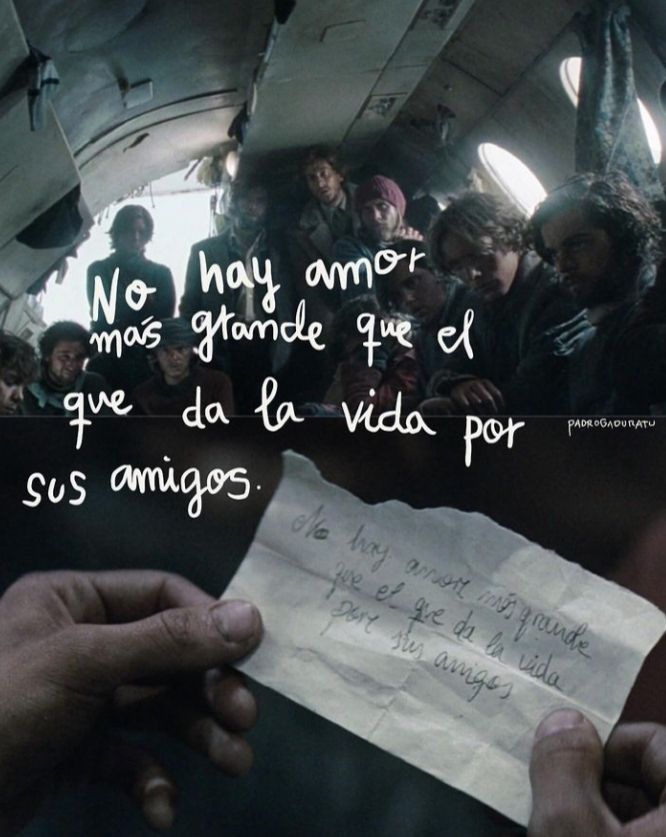 No hay amor
más grande que el
que da la vida por
sus amigos.
PADROGADURATU
No hay amor más grande
que el que da la vida
por sus amigos